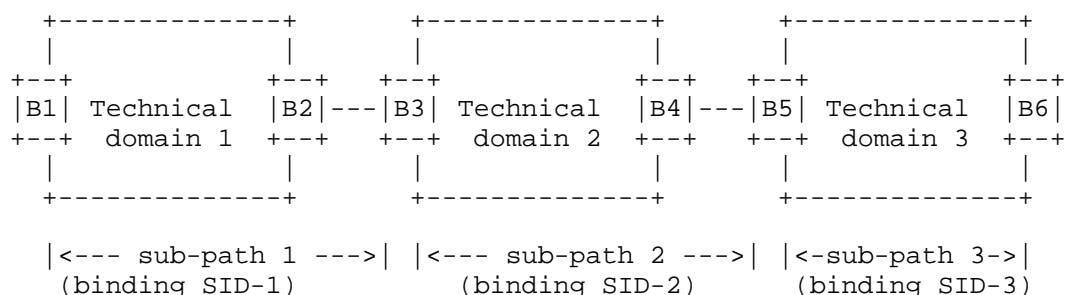 B1 Technical B2 --- B3 Technical B4 --- B5 Technical B6
domain 1 domain 2 domain 3
|<--- sub-path 1 --->| |<--- sub-path 2 --->| |<-sub-path 3->|
(binding SID-1) (binding SID-2) (binding SID-3)